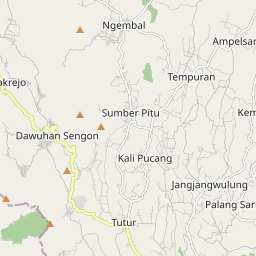 Ngembal
Ampelsar
Tempuran
akrejo
Sumber Pitu
Kem
Dawuhan Sengon
Kali Pucang
Jangjangwulung
Palang Sar
Tutur